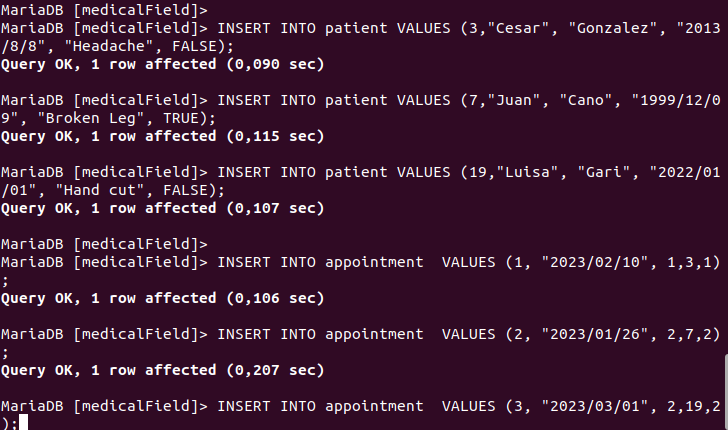 MariaDB [medicalField]>
MariaDB [medicalField]> INSERT INTO patient VALUES (3,"Cesar", "Gonzalez", "2013
/8/8", "Headache", FALSE);
Query OK, 1 row affected (0,090 sec)

MariaDB [medicalField]> INSERT INTO patient VALUES (7,"Juan", "Cano", "1999/12/0
9", "Broken Leg", TRUE);
Query OK, 1 row affected (0,115 sec)

MariaDB [medicalField]> INSERT INTO patient VALUES (19,"Luisa", "Gari", "2022/01
/01", "Hand cut", FALSE);
Query OK, 1 row affected (0,107 sec)

MariaDB [medicalField]>
MariaDB [medicalField]> INSERT INTO appointment  VALUES (1, "2023/02/10", 1,3,1)
;
Query OK, 1 row affected (0,106 sec)

MariaDB [medicalField]> INSERT INTO appointment  VALUES (2, "2023/01/26", 2,7,2)
;
Query OK, 1 row affected (0,207 sec)

MariaDB [medicalField]> INSERT INTO appointment  VALUES (3, "2023/03/01", 2,19,2
);